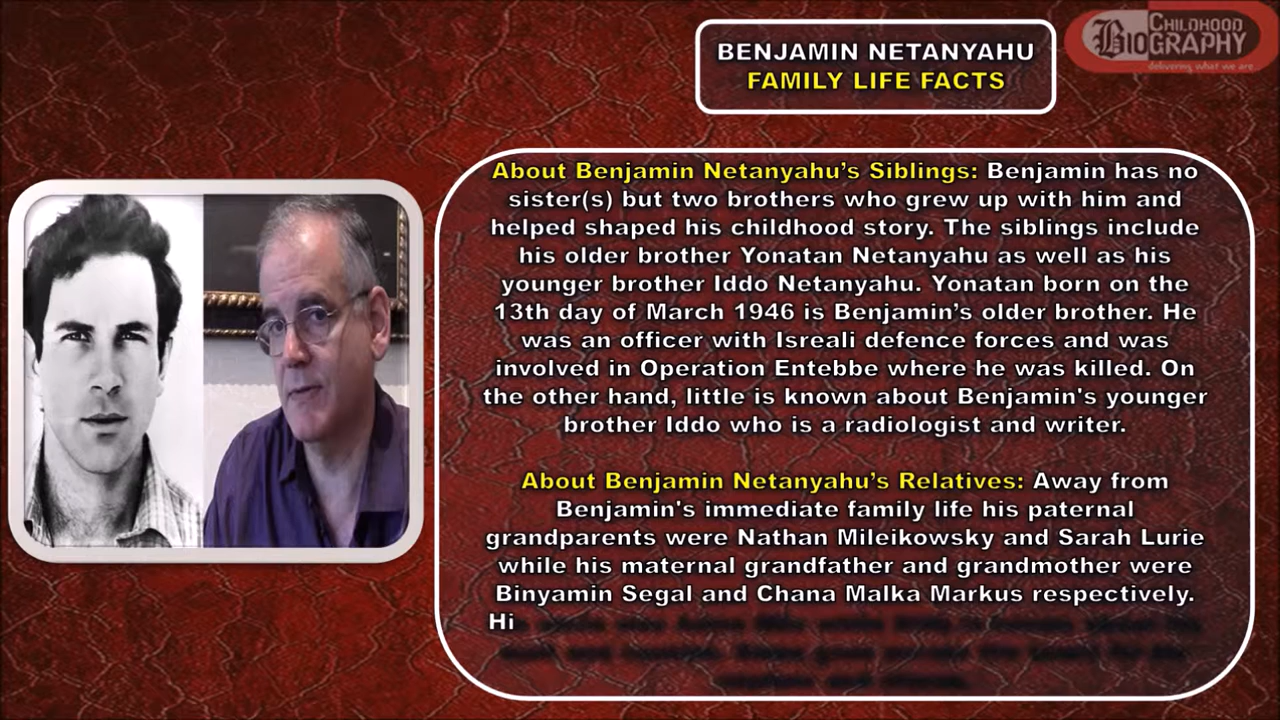 BENJAMIN NETANYAHU
FAMILY LIFE FACTS
CHILDHOOD
BIOGRAPHY
delivering what we are
About Benjamin Netanyahu’s Siblings: Benjamin has no
sister(s) but two brothers who grew up with him and
helped shaped his childhood story. The siblings include
his older brother Yonatan Netanyahu as well as his
younger brother Iddo Netanyahu. Yonatan born on the
13th day of March 1946 is Benjamin’s older brother. He
was an officer with Isreali defence forces and was
involved in Operation Entebbe where he was killed. On
the other hand, little is known about Benjamin's younger
brother Iddo who is a radiologist and writer.
About Benjamin Netanyahu’s Relatives: Away from
Benjamin's immediate family life his paternal
grandparents were Nathan Mileikowsky and Sarah Lurie
while his maternal grandfather and grandmother were
Binyamin Segal and Chana Malka Markus respectively.
Hi